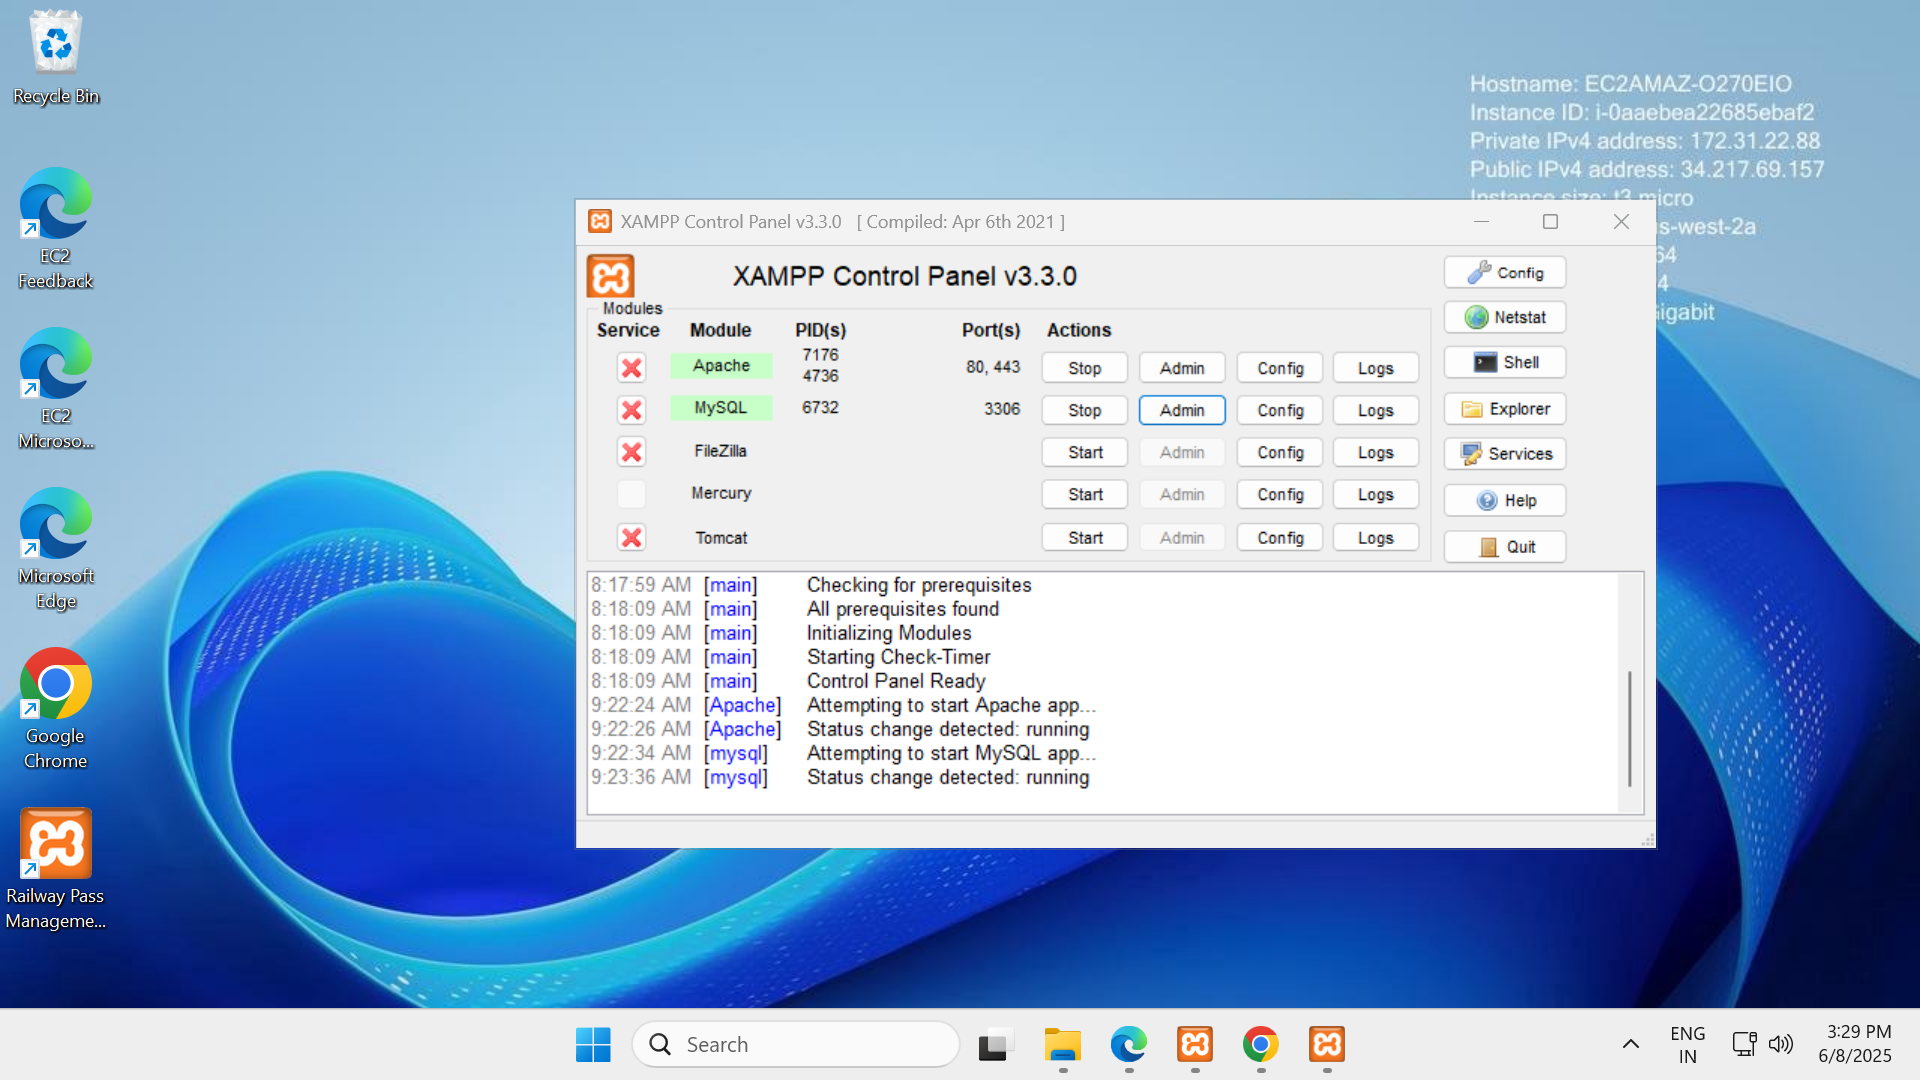 Recycle Bin
EC2
Feedback
EC2
Microso...
Microsoft
Edge
Google
Chrome
Railway Pass
Manageme...
Hostname: EC2AMAZ-O270EIO
Instance ID: i-0aaebea22685ebaf2
Private IPv4 address: 172.31.22.88
Public IPv4 address: 34.217.69.157
Instance size: t3.micro
s-west-2a
64
4
igabit
XAMPP Control Panel v3.3.0 [ Compiled: Apr 6th 2021 ]
XAMPP Control Panel v3.3.0
Modules
Service Module PID(s) Port(s) Actions
Apache 7176 4736 80, 443 Stop Admin Config Logs
MySQL 6732 3306 Stop Admin Config Logs
FileZilla Start Admin Config Logs
Mercury Start Admin Config Logs
Tomcat Start Admin Config Logs
Config
Netstat
Shell
Explorer
Services
Help
Quit
8:17:59 AM [main] Checking for prerequisites
8:18:09 AM [main] All prerequisites found
8:18:09 AM [main] Initializing Modules
8:18:09 AM [main] Starting Check-Timer
8:18:09 AM [main] Control Panel Ready
9:22:24 AM [Apache] Attempting to start Apache app...
9:22:26 AM [Apache] Status change detected: running
9:22:34 AM [mysql] Attempting to start MySQL app...
9:23:36 AM [mysql] Status change detected: running
Search
ENG
IN
3:29 PM
6/8/2025